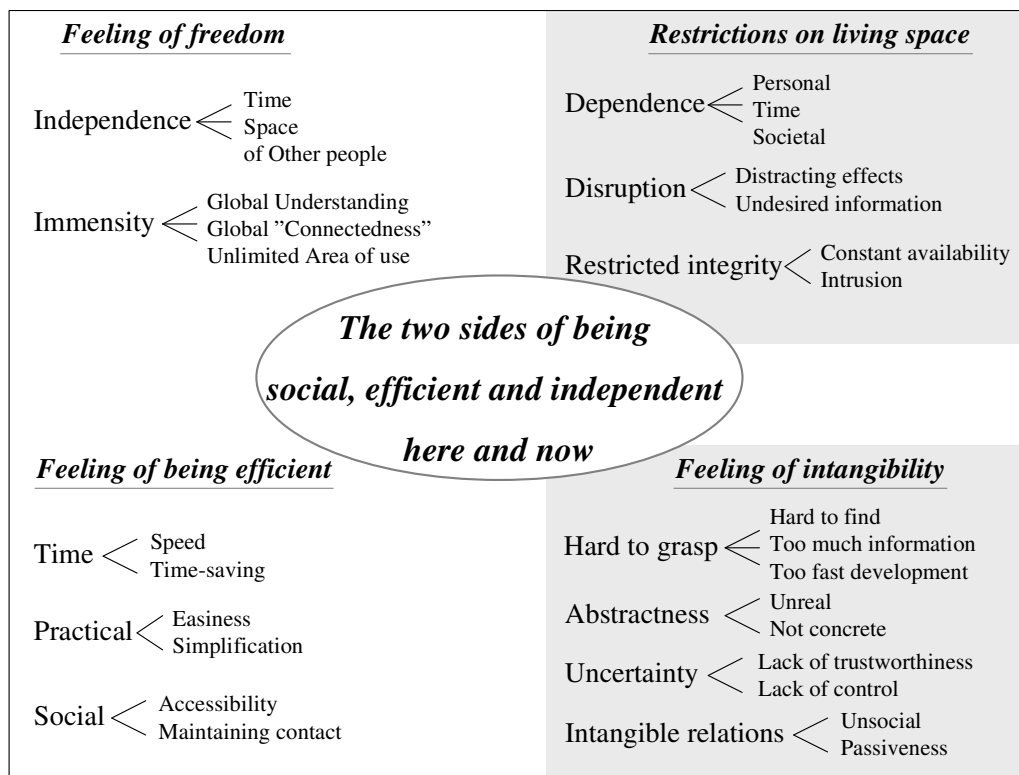 Feeling of freedom
Independence
Time
Space
of Other people
Immensity
Global Understanding
Global ”Connectedness”
Unlimited Area of use
Restrictions on living space
Dependence
Personal
Time
Societal
Disruption
Distracting effects
Undesired information
Restricted integrity
Constant availability
Intrusion
The two sides of being
social, efficient and independent
here and now
Feeling of being efficient
Time
Speed
Time-saving
Practical
Easiness
Simplification
Social
Accessibility
Maintaining contact
Feeling of intangibility
Hard to grasp
Hard to find
Too much information
Too fast development
Abstractness
Unreal
Not concrete
Uncertainty
Lack of trustworthiness
Lack of control
Intangible relations
Unsocial
Passiveness